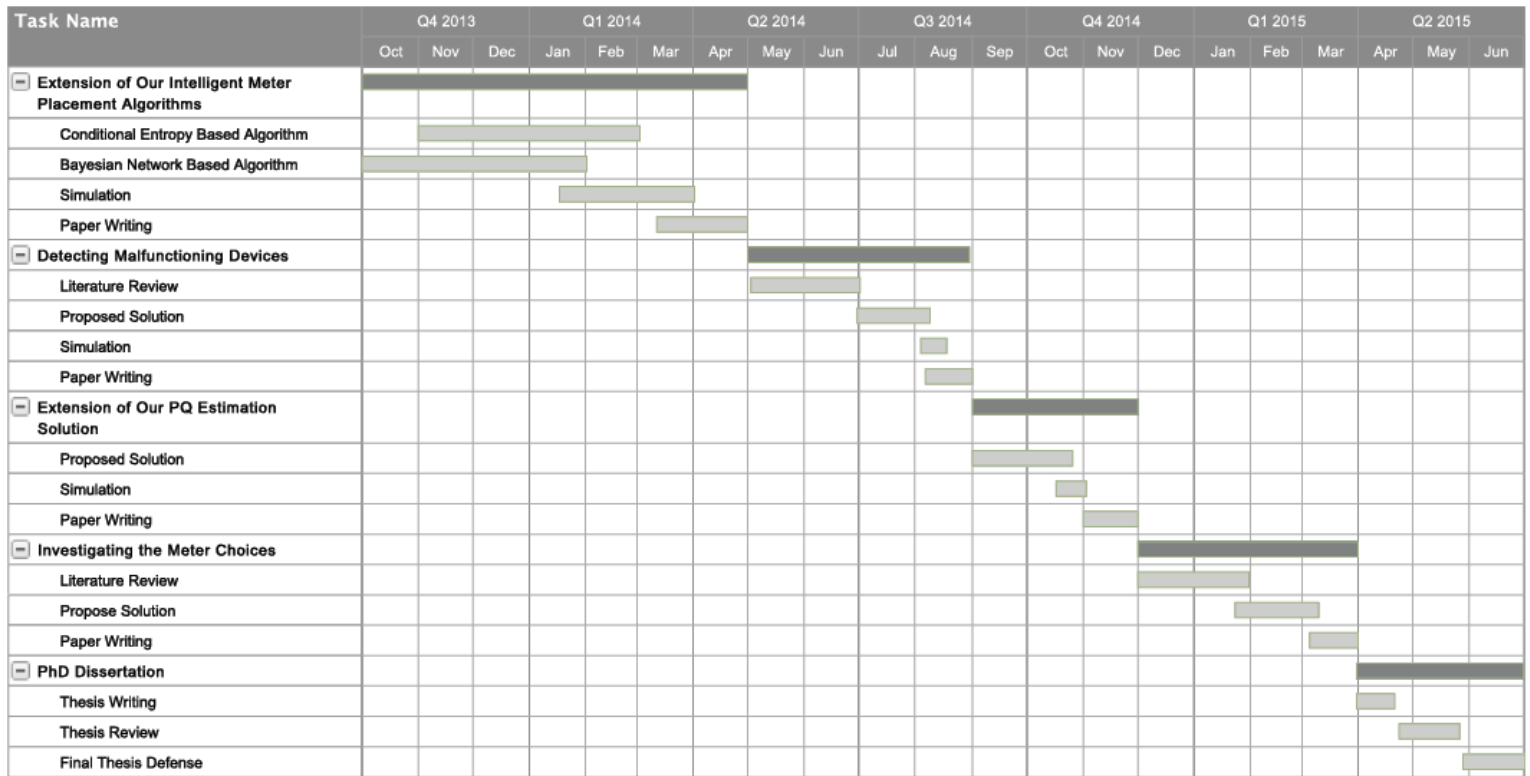 Task Name
Q4 2013 Q1 2014 Q2 2014 Q3 2014 Q4 2014 Q1 2015 Q2 2015
Oct Nov Dec Jan Feb Mar Apr May Jun Jul Aug Sep Oct Nov Dec Jan Feb Mar Apr May Jun
Extension of Our Intelligent Meter
Placement Algorithms
Conditional Entropy Based Algorithm
Bayesian Network Based Algorithm
Simulation
Paper Writing
Detecting Malfunctioning Devices
Literature Review
Proposed Solution
Simulation
Paper Writing
Extension of Our PQ Estimation
Solution
Proposed Solution
Simulation
Paper Writing
Investigating the Meter Choices
Literature Review
Propose Solution
Paper Writing
PhD Dissertation
Thesis Writing
Thesis Review
Final Thesis Defense